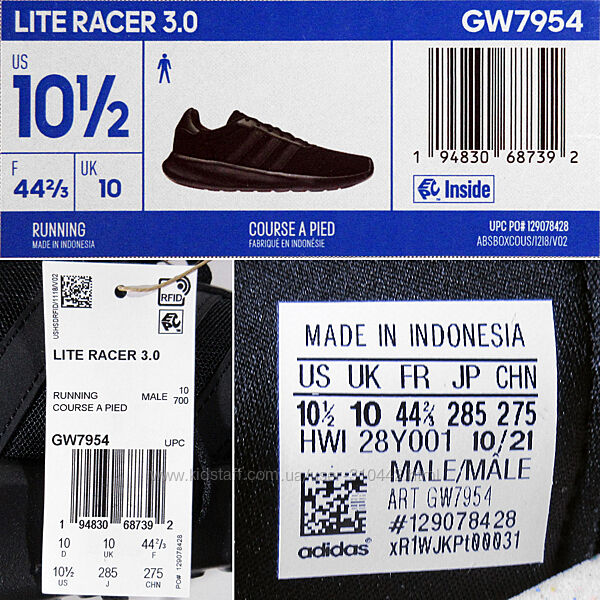 LITE RACER 3.0 GW7954
US
10½
F UK
44⅔ 10
1 94830 68739 2
Inside
RUNNING COURSE A PIED UPC PO# 129078428
MADE IN INDONESIA FABRIQUÉ EN INDONÉSIE ABSBOXCOUS/1218/V02
USHSDRFID/1118/V02
RFID
LITE RACER 3.0
RUNNING MALE 10
COURSE A PIED 700
GW7954 UPC
1 94830 68739 2
10 10 44⅔
D UK F
10½ 285 275
US J CHN
PO# 129078428
MADE IN INDONESIA
US UK FR JP CHN
10½ 10 44⅔ 285 275
HWI 28Y001 10/21
MALE/MÂLE
ART GW7954
#129078428
adidas xR1WJKPt00031